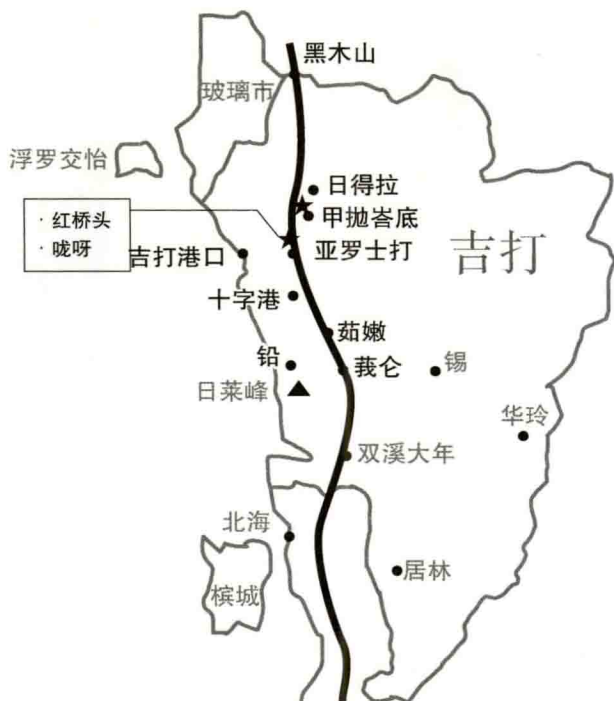 黑木山
玻璃市
浮罗交怡
日得拉
甲抛峇底
· 红桥头
· 咙呀
吉打港口
亚罗士打
吉打
十字港
茹嫩
铅
莪仑
锡
日莱峰
华玲
双溪大年
北海
居林
槟城